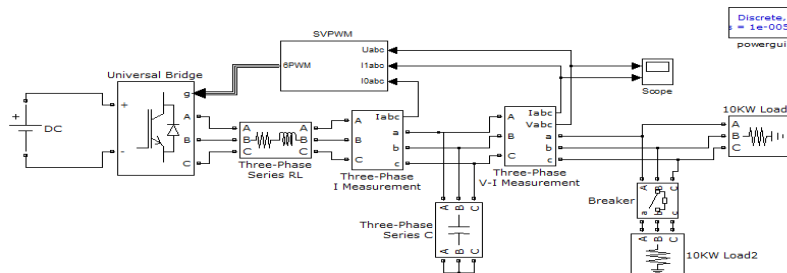 SVPWM
Discrete,
s = 1e-005
powergui
Uabc
6PWM
I1abc
I0abc
Scope
Universal Bridge
g
+
DC
+
-
A
B
C
A
B
C
A
B
C
Three-Phase
Series RL
A
B
C
Iabc
a
b
c
Three-Phase
I Measurement
A
B
C
Iabc
Vabc
a
b
c
Three-Phase
V-I Measurement
10KW Load
A
B
C
Three-Phase
Series C
A
B
C
A
B
C
Breaker
A
B
C
a
b
c
A
B
C
10KW Load2